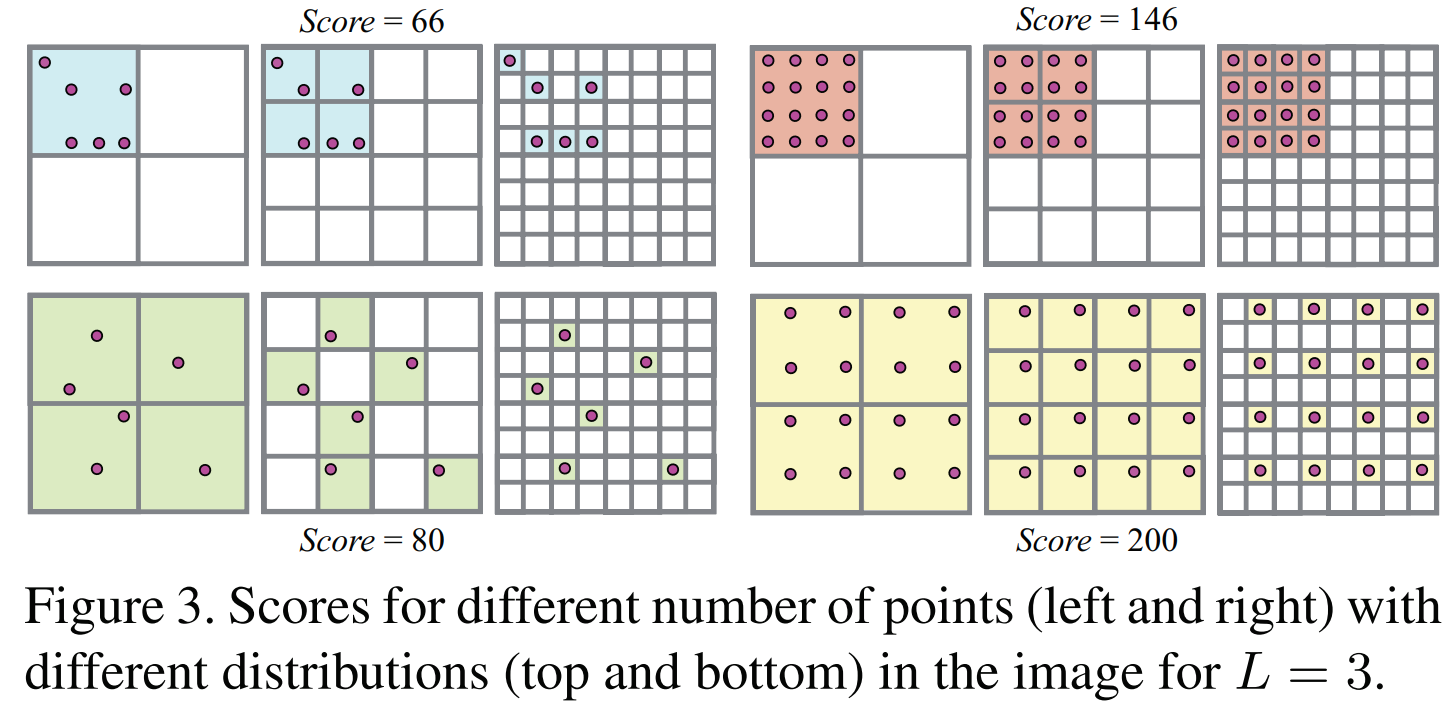 Score = 66
Score = 146
Score = 80
Score = 200
Figure 3. Scores for different number of points (left and right) with
different distributions (top and bottom) in the image for L = 3.